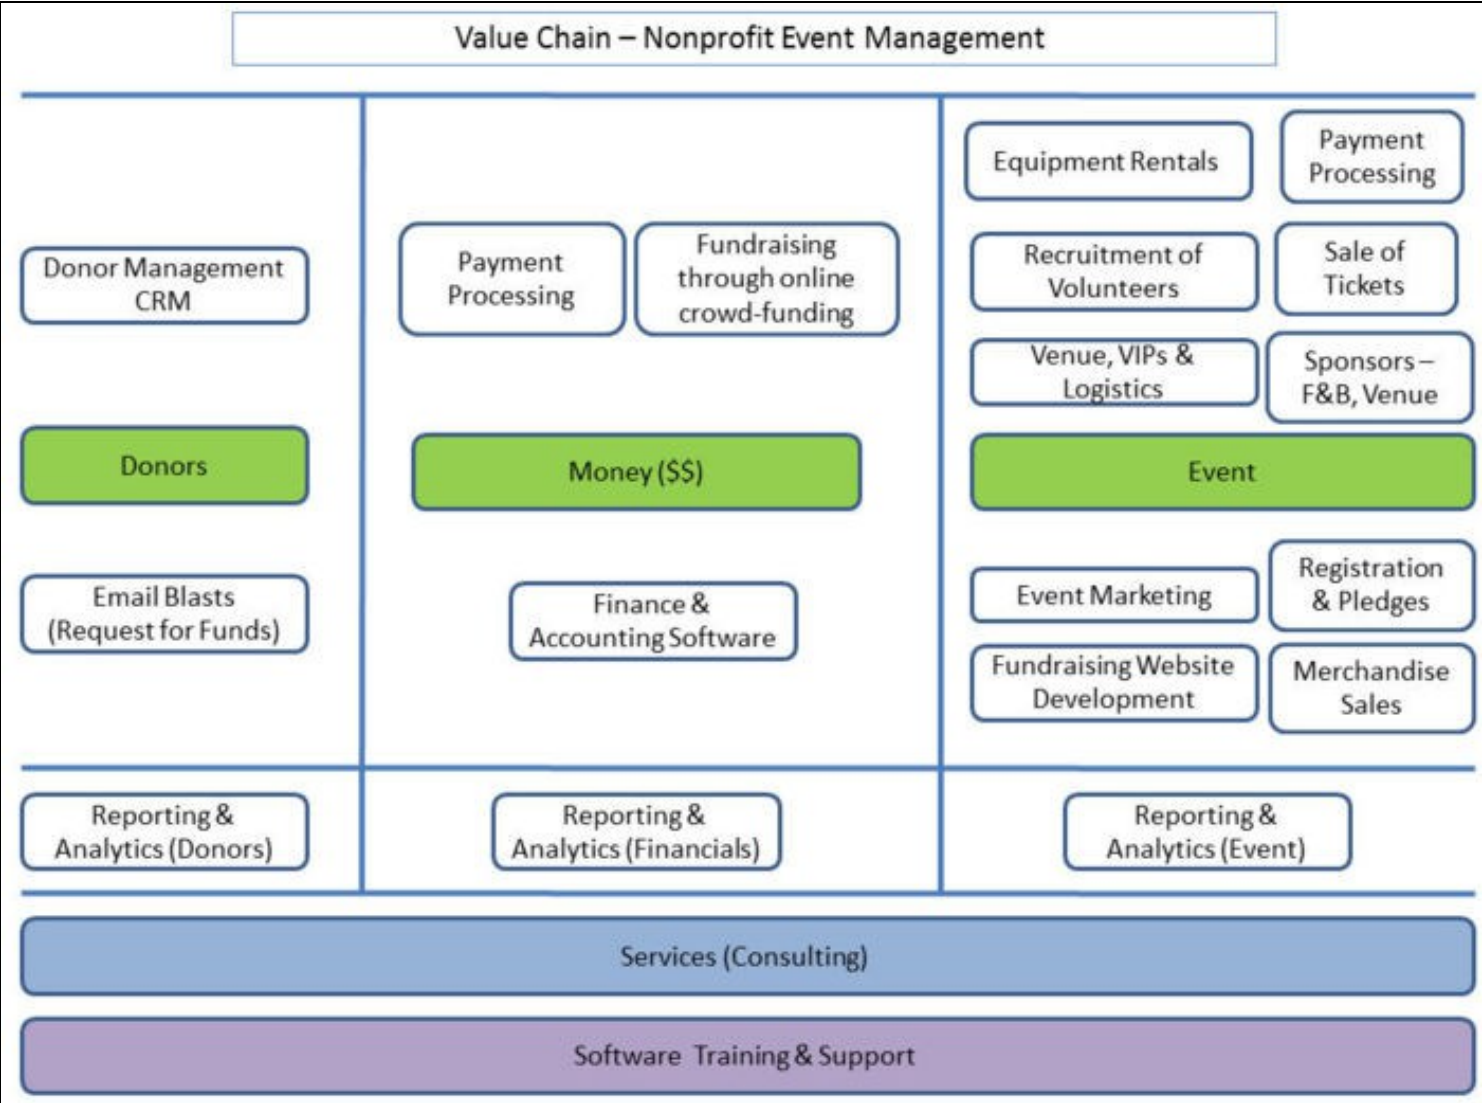 Value Chain – Nonprofit Event Management
Donor Management
CRM
Donors
Email Blasts
(Request for Funds)
Payment
Processing
Fundraising
through online
crowd-funding
Money ($$)
Finance &
Accounting Software
Equipment Rentals
Payment
Processing
Recruitment of
Volunteers
Sale of
Tickets
Venue, VIPs &
Logistics
Sponsors –
F&B, Venue
Event
Event Marketing
Registration
& Pledges
Fundraising Website
Development
Merchandise
Sales
Reporting &
Analytics (Donors)
Reporting &
Analytics (Financials)
Reporting &
Analytics (Event)
Services (Consulting)
Software Training & Support